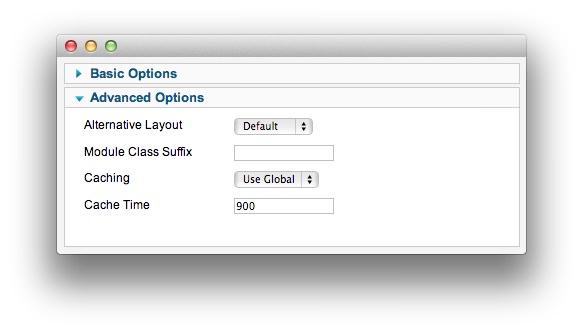 Basic Options
Advanced Options
Alternative Layout Default
Module Class Suffix
Caching Use Global
Cache Time 900